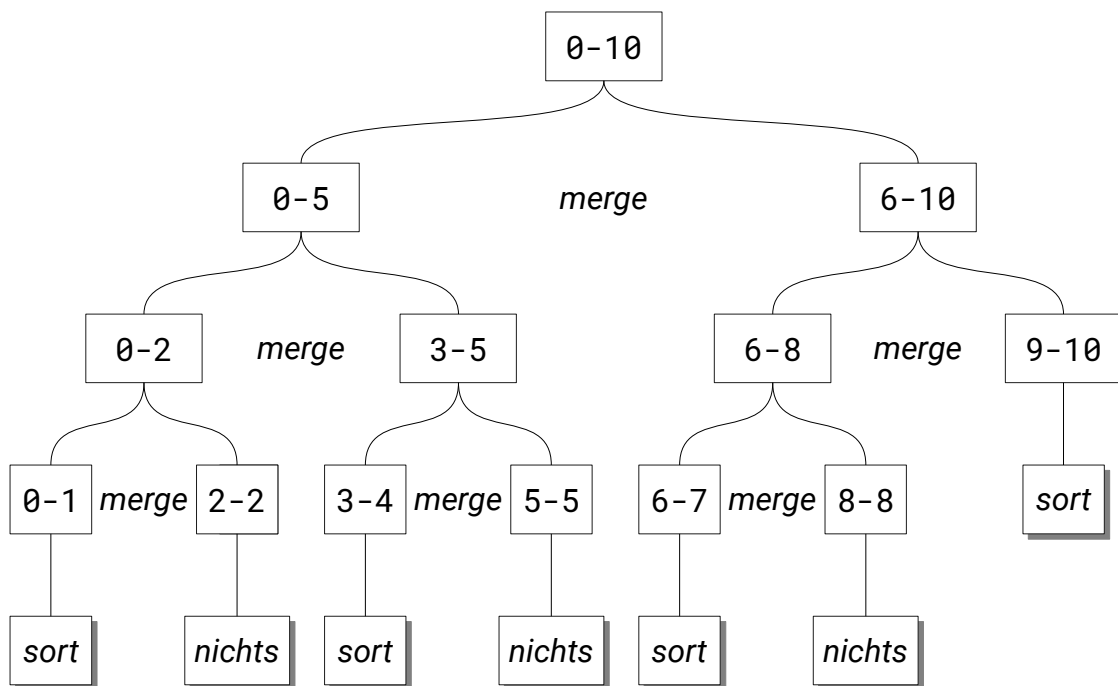 0-10
0-5 merge 6-10
0-2 merge 3-5 6-8 merge 9-10
0-1 merge 2-2 3-4 merge 5-5 6-7 merge 8-8 sort
sort nichts sort nichts sort nichts